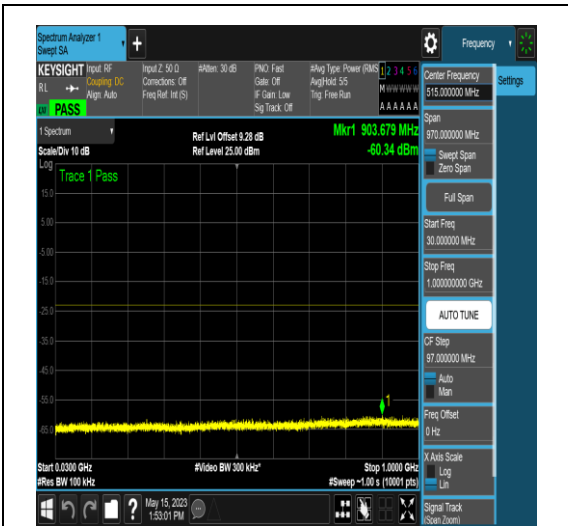 Spectrum Analyzer 1
Swept SA
+
Frequency
KEYSIGHT
RL
PASS
Input: RF
Coupling: DC
Align: Auto
Input Z: 50 Ω
Corrections: Off
Freq Ref: Int (S)
#Atten: 30 dB
PNO: Fast
Gate: Off
IF Gain: Low
Sig Track: Off
#Avg Type: Power (RMS
Avg|Hold: 5/5
Trig: Free Run
1 2 3 4 5 6
M w w w w w
A A A A A A
1 Spectrum
Scale/Div 10 dB
Ref Lvl Offset 9.28 dB
Ref Level 25.00 dBm
Mkr1 903.679 MHz
-60.34 dBm
Log
Trace 1 Pass
15.0
5.00
-5.00
-15.0
-25.0
-35.0
-45.0
-55.0
-65.0
1
Start 0.0300 GHz
#Res BW 100 kHz
#Video BW 300 kHz*
Stop 1.0000 GHz
#Sweep ~1.00 s (10001 pts)
?
May 15, 2023
1:53:01 PM
Center Frequency
515.000000 MHz
Settings
Span
970.000000 MHz
Swept Span
Zero Span
Full Span
Start Freq
30.000000 MHz
Stop Freq
1.000000000 GHz
AUTO TUNE
CF Step
97.000000 MHz
Auto
Man
Freq Offset
0 Hz
X Axis Scale
Log
Lin
Signal Track
(Span Zoom)